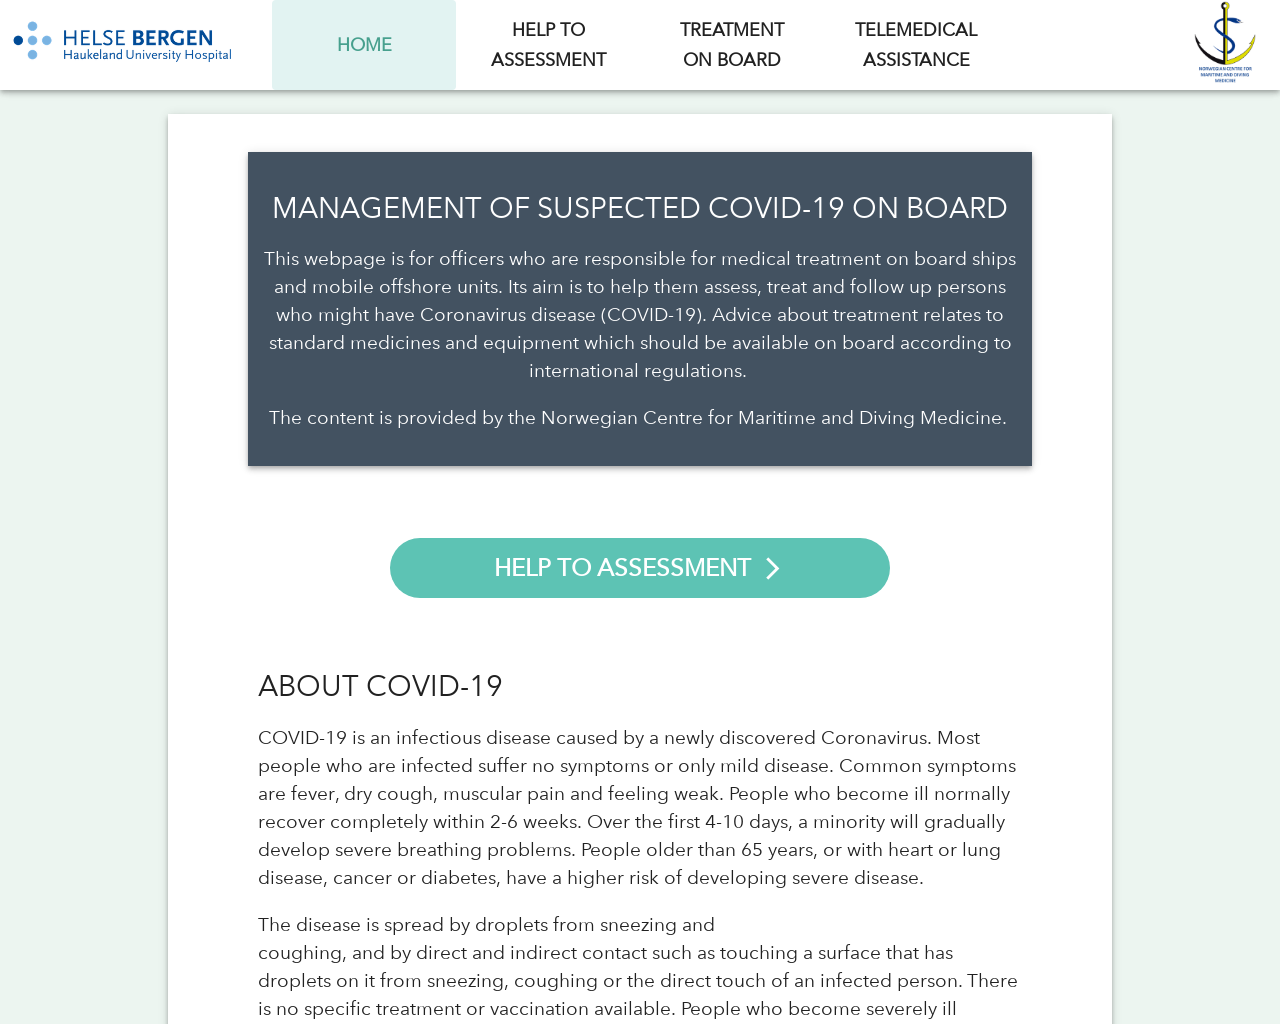 HELSE BERGEN
Haukeland University Hospital
HOME
HELP TO
ASSESSMENT
TREATMENT
ON BOARD
TELEMEDICAL
ASSISTANCE
NORWEGIAN CENTRE FOR
MARITIME AND DIVING
MEDICINE
MANAGEMENT OF SUSPECTED COVID-19 ON BOARD
This webpage is for officers who are responsible for medical treatment on board ships
and mobile offshore units. Its aim is to help them assess, treat and follow up persons
who might have Coronavirus disease (COVID-19). Advice about treatment relates to
standard medicines and equipment which should be available on board according to
international regulations.
The content is provided by the Norwegian Centre for Maritime and Diving Medicine.
HELP TO ASSESSMENT
ABOUT COVID-19
COVID-19 is an infectious disease caused by a newly discovered Coronavirus. Most
people who are infected suffer no symptoms or only mild disease. Common symptoms
are fever, dry cough, muscular pain and feeling weak. People who become ill normally
recover completely within 2-6 weeks. Over the first 4-10 days, a minority will gradually
develop severe breathing problems. People older than 65 years, or with heart or lung
disease, cancer or diabetes, have a higher risk of developing severe disease.
The disease is spread by droplets from sneezing and
coughing, and by direct and indirect contact such as touching a surface that has
droplets on it from sneezing, coughing or the direct touch of an infected person. There
is no specific treatment or vaccination available. People who become severely ill